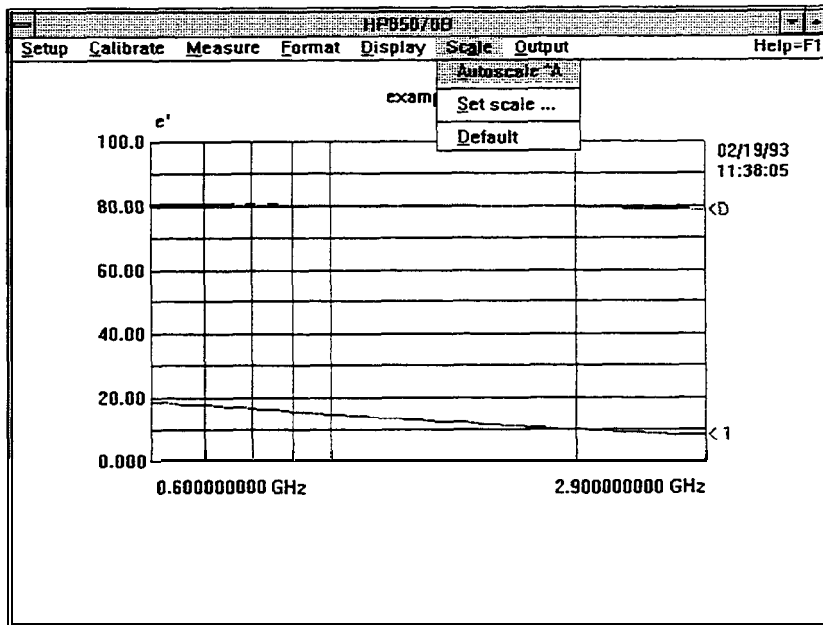 HP85070B
Setup Calibrate Measure Format Display Scale Output Help=F1
Autoscale ^A
Set scale ...
Default
examp
e'
100.0
80.00
60.00
40.00
20.00
0.000
02/19/93
11:38:05
<D
<1
0.600000000 GHz 2.900000000 GHz